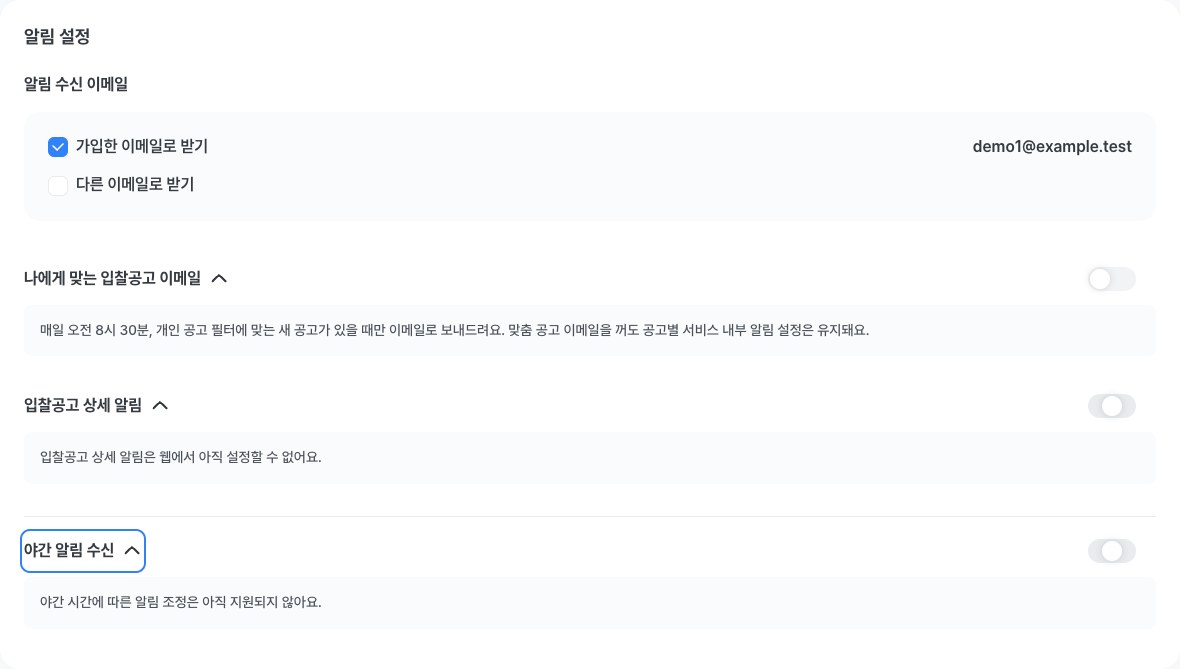 알림 설정
알림 수신 이메일
가입한 이메일로 받기
demo1@example.test
다른 이메일로 받기
나에게 맞는 입찰공고 이메일
매일 오전 8시 30분, 개인 공고 필터에 맞는 새 공고가 있을 때만 이메일로 보내드려요. 맞춤 공고 이메일을 꺼도 공고별 서비스 내부 알림 설정은 유지돼요.
입찰공고 상세 알림
입찰공고 상세 알림은 웹에서 아직 설정할 수 없어요.
야간 알림 수신
야간 시간에 따른 알림 조정은 아직 지원되지 않아요.